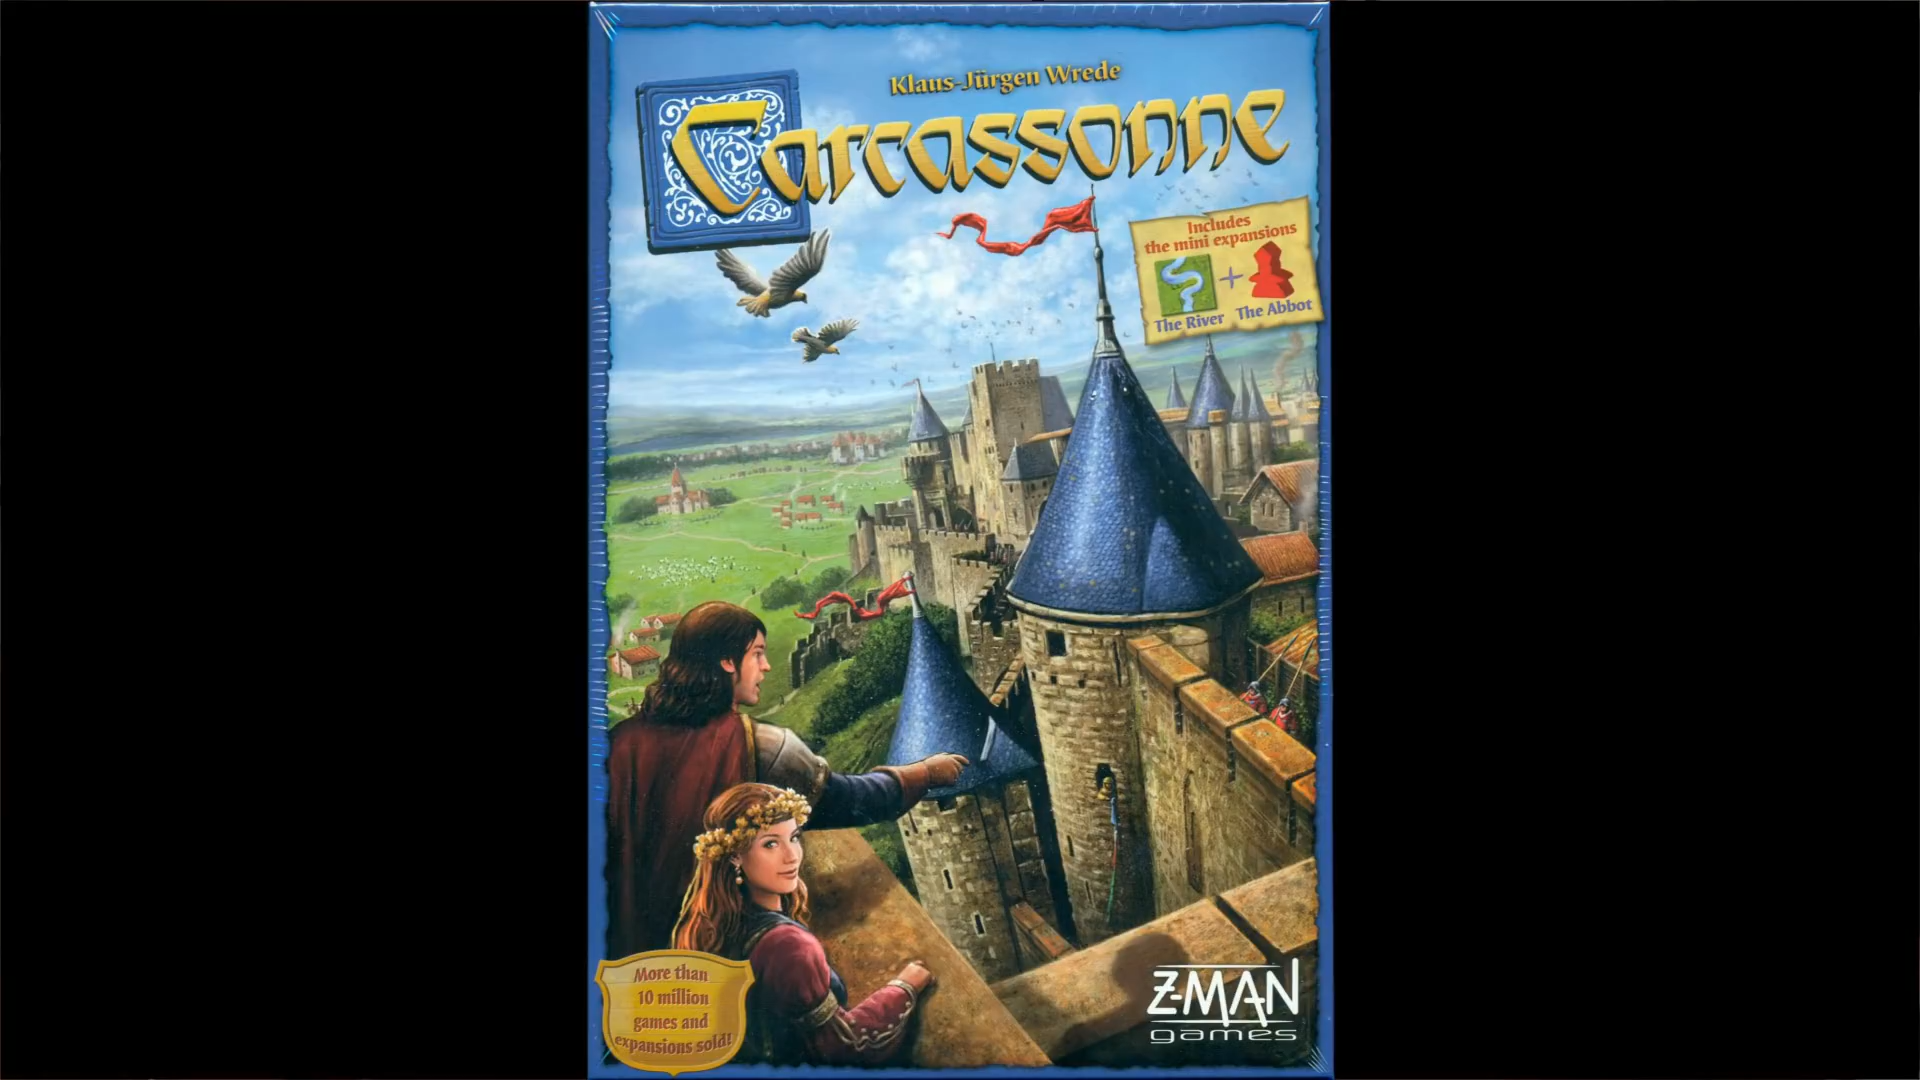 Klaus-Jürgen Wrede
Carcassonne
Includes
the mini expansions
The River + The Abbot
More than
10 million
games and
expansions sold!
Z-MAN
games